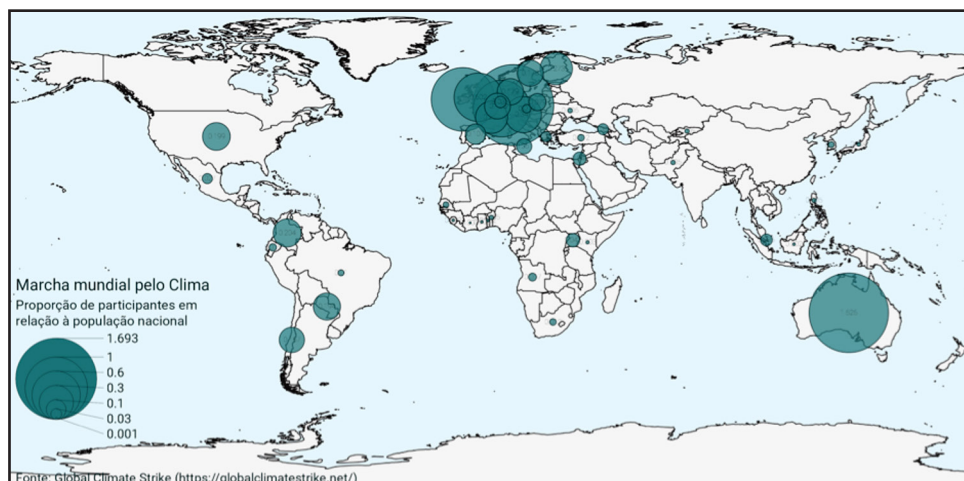 Marcha mundial pelo Clima
Proporção de participantes em
relação à população nacional
1.693
1
0.6
0.3
0.1
0.03
0.001
Fonte: Global Climate Strike (https://globalclimatestrike.net/)